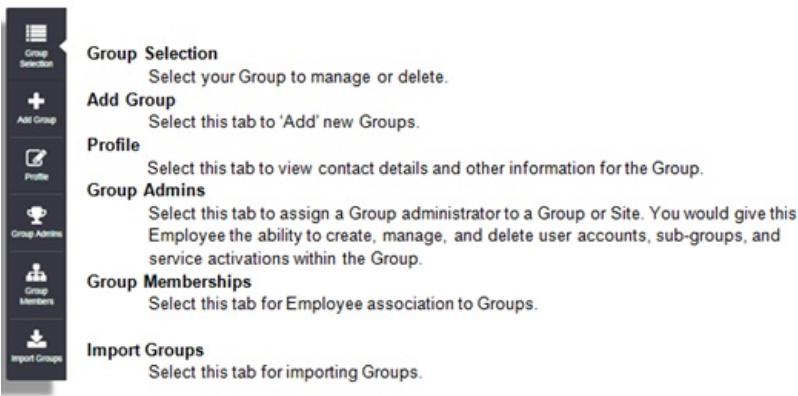 Group
Selection
Add Group
Profile
Group Admins
Group
Members
Import Groups
Group Selection
Select your Group to manage or delete.
Add Group
Select this tab to 'Add' new Groups.
Profile
Select this tab to view contact details and other information for the Group.
Group Admins
Select this tab to assign a Group administrator to a Group or Site. You would give this
Employee the ability to create, manage, and delete user accounts, sub-groups, and
service activations within the Group.
Group Memberships
Select this tab for Employee association to Groups.
Import Groups
Select this tab for importing Groups.